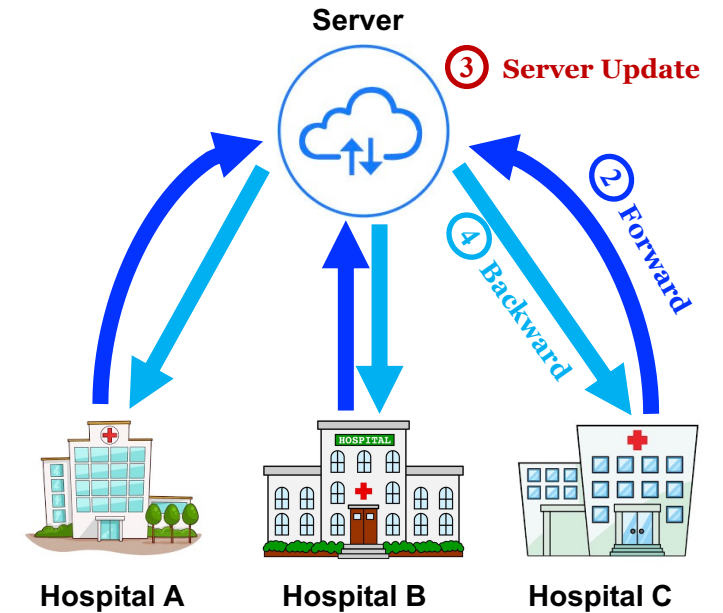 Server
③ Server Update
② Forward
④ Backward
HOSPITAL
Hospital A
Hospital B
Hospital C